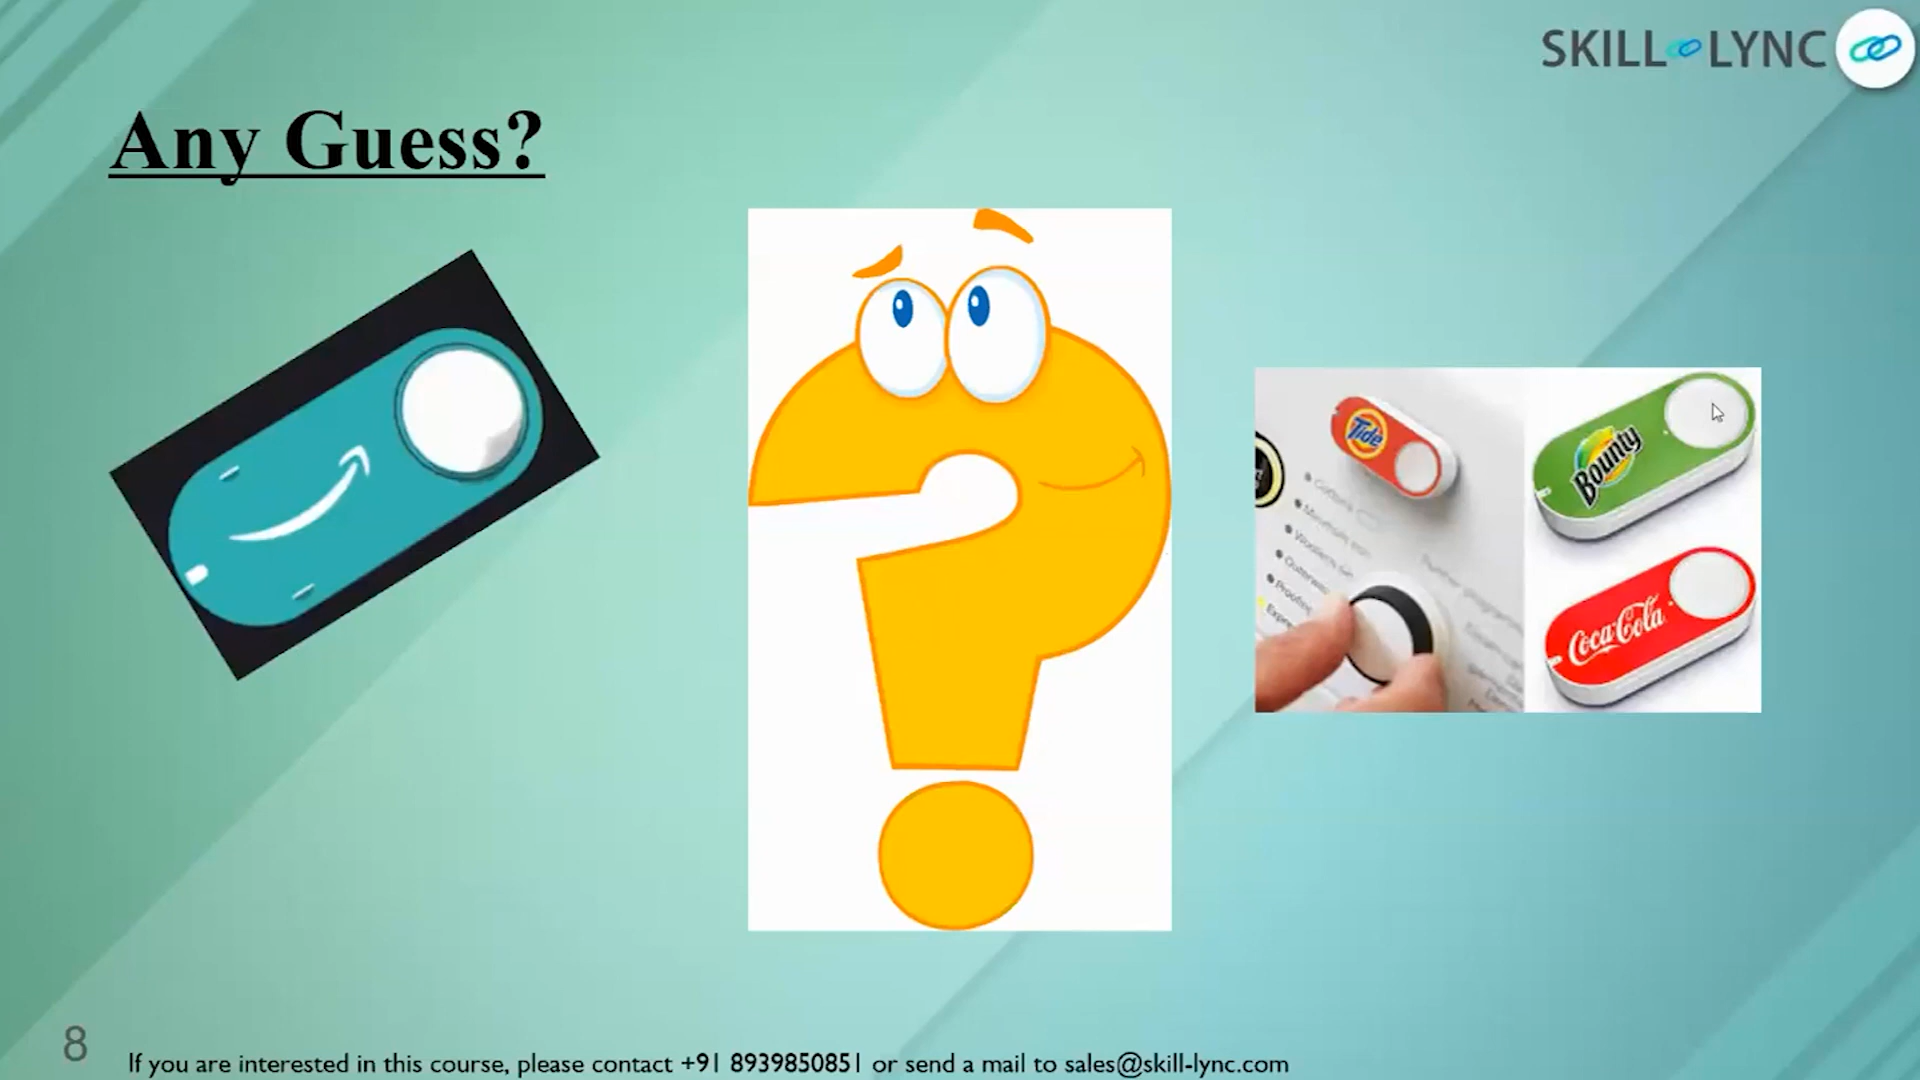 SKILL LYNC
Any Guess?
Tide
Bounty
Coca-Cola
8
If you are interested in this course, please contact +91 8939850851 or send a mail to sales@skill-lync.com